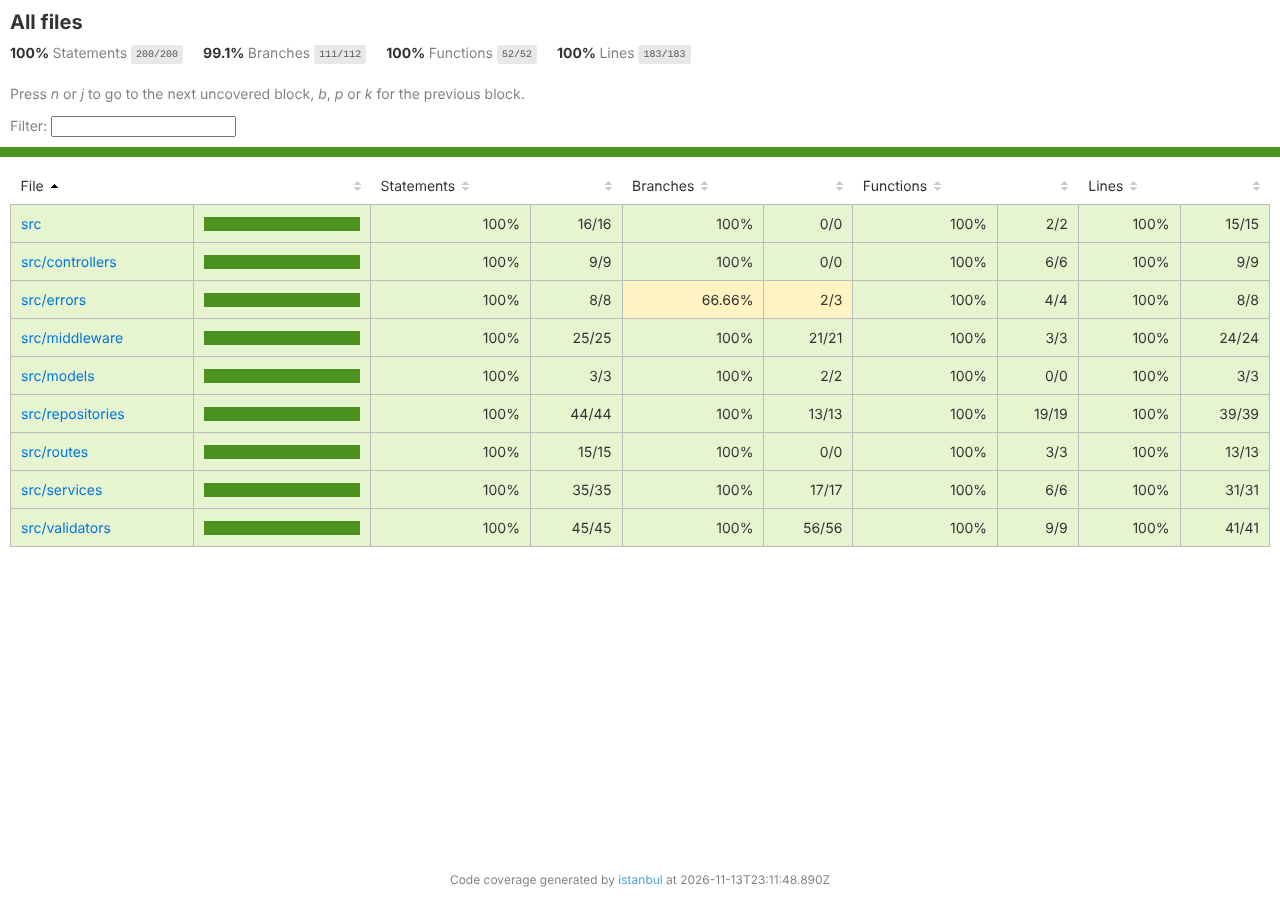 All files
100% Statements 200/200 99.1% Branches 111/112 100% Functions 52/52 100% Lines 183/183
Press n or j to go to the next uncovered block, b, p or k for the previous block.
Filter:
File Statements Branches Functions Lines
src 100% 16/16 100% 0/0 100% 2/2 100% 15/15
src/controllers 100% 9/9 100% 0/0 100% 6/6 100% 9/9
src/errors 100% 8/8 66.66% 2/3 100% 4/4 100% 8/8
src/middleware 100% 25/25 100% 21/21 100% 3/3 100% 24/24
src/models 100% 3/3 100% 2/2 100% 0/0 100% 3/3
src/repositories 100% 44/44 100% 13/13 100% 19/19 100% 39/39
src/routes 100% 15/15 100% 0/0 100% 3/3 100% 13/13
src/services 100% 35/35 100% 17/17 100% 6/6 100% 31/31
src/validators 100% 45/45 100% 56/56 100% 9/9 100% 41/41
Code coverage generated by istanbul at 2026-11-13T23:11:48.890Z